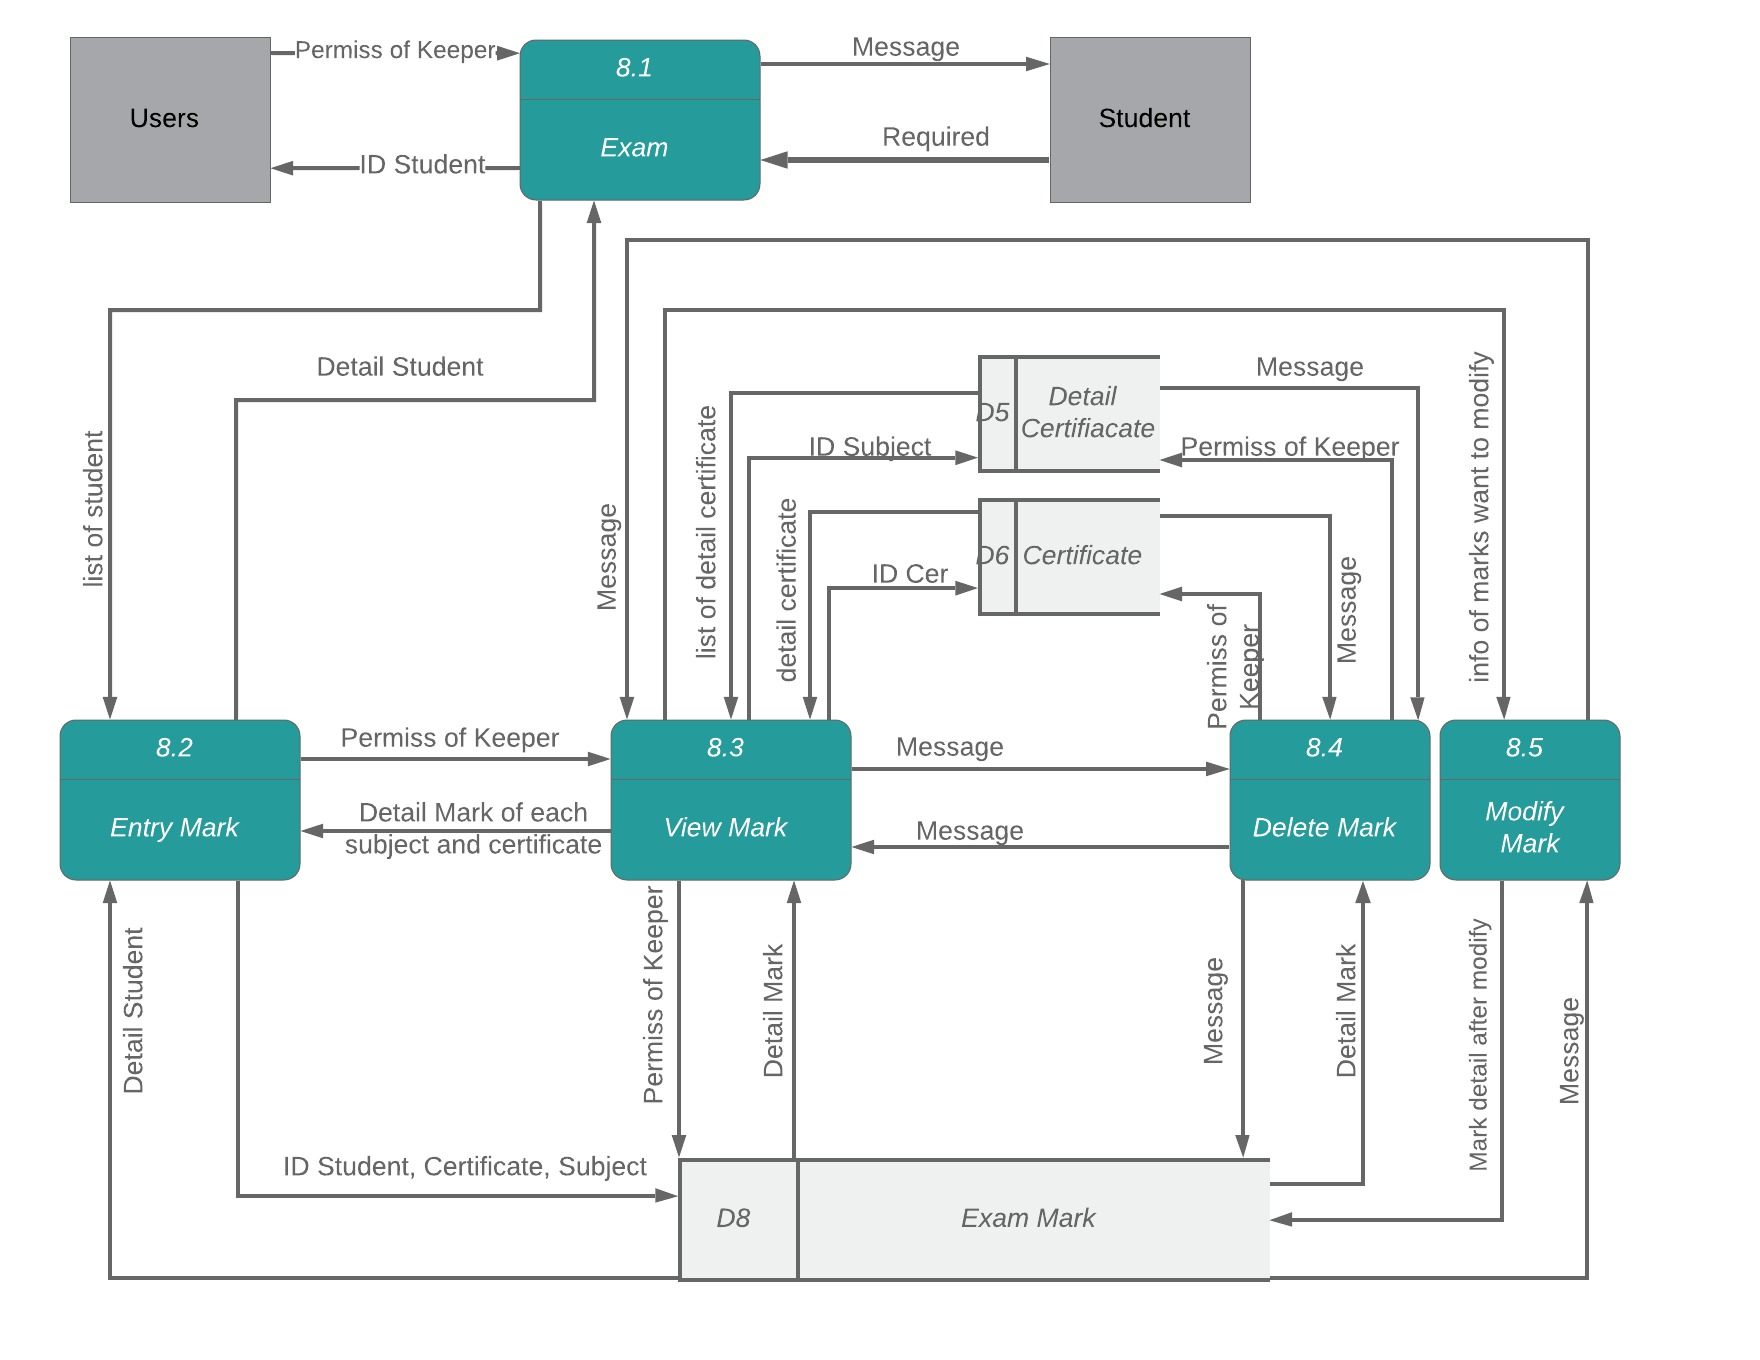 Permiss of Keeper
8.1
Message
Users
Student
Exam
Required
ID Student
Detail Student
list of student
Message
list of detail certificate
detail certificate
D5
Detail
Certifiacate
ID Subject
Message
Permiss of Keeper
info of marks want to modify
D6
Certificate
ID Cer
Message
Permiss of
Keeper
8.2
Entry Mark
Permiss of Keeper
Detail Mark of each
subject and certificate
8.3
View Mark
Message
Message
8.4
Delete Mark
8.5
Modify
Mark
Detail Student
Permiss of Keeper
Detail Mark
Message
Detail Mark
Mark detail after modify
Message
ID Student, Certificate, Subject
D8
Exam Mark